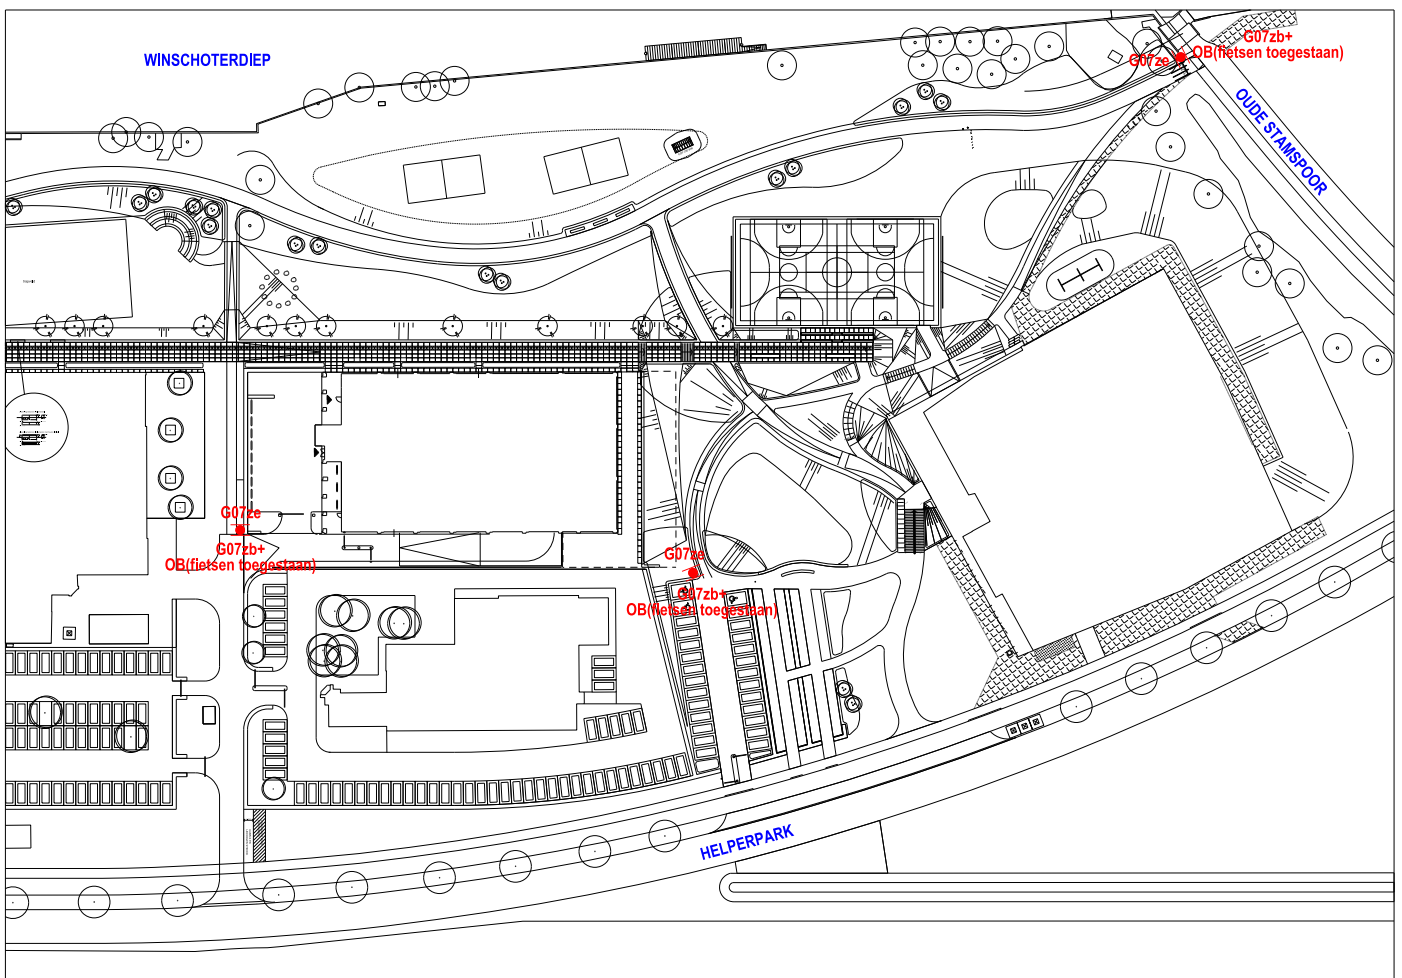 WINSCHOTERDIEP
G07zb+
OB(fietsen toegestaan)
G07ze
OUDE STAMSPOOR
G07ze
G07zb+
OB(fietsen toegestaan)
G07ze
G07zb+
OB(fietsen toegestaan)
HELPERPARK